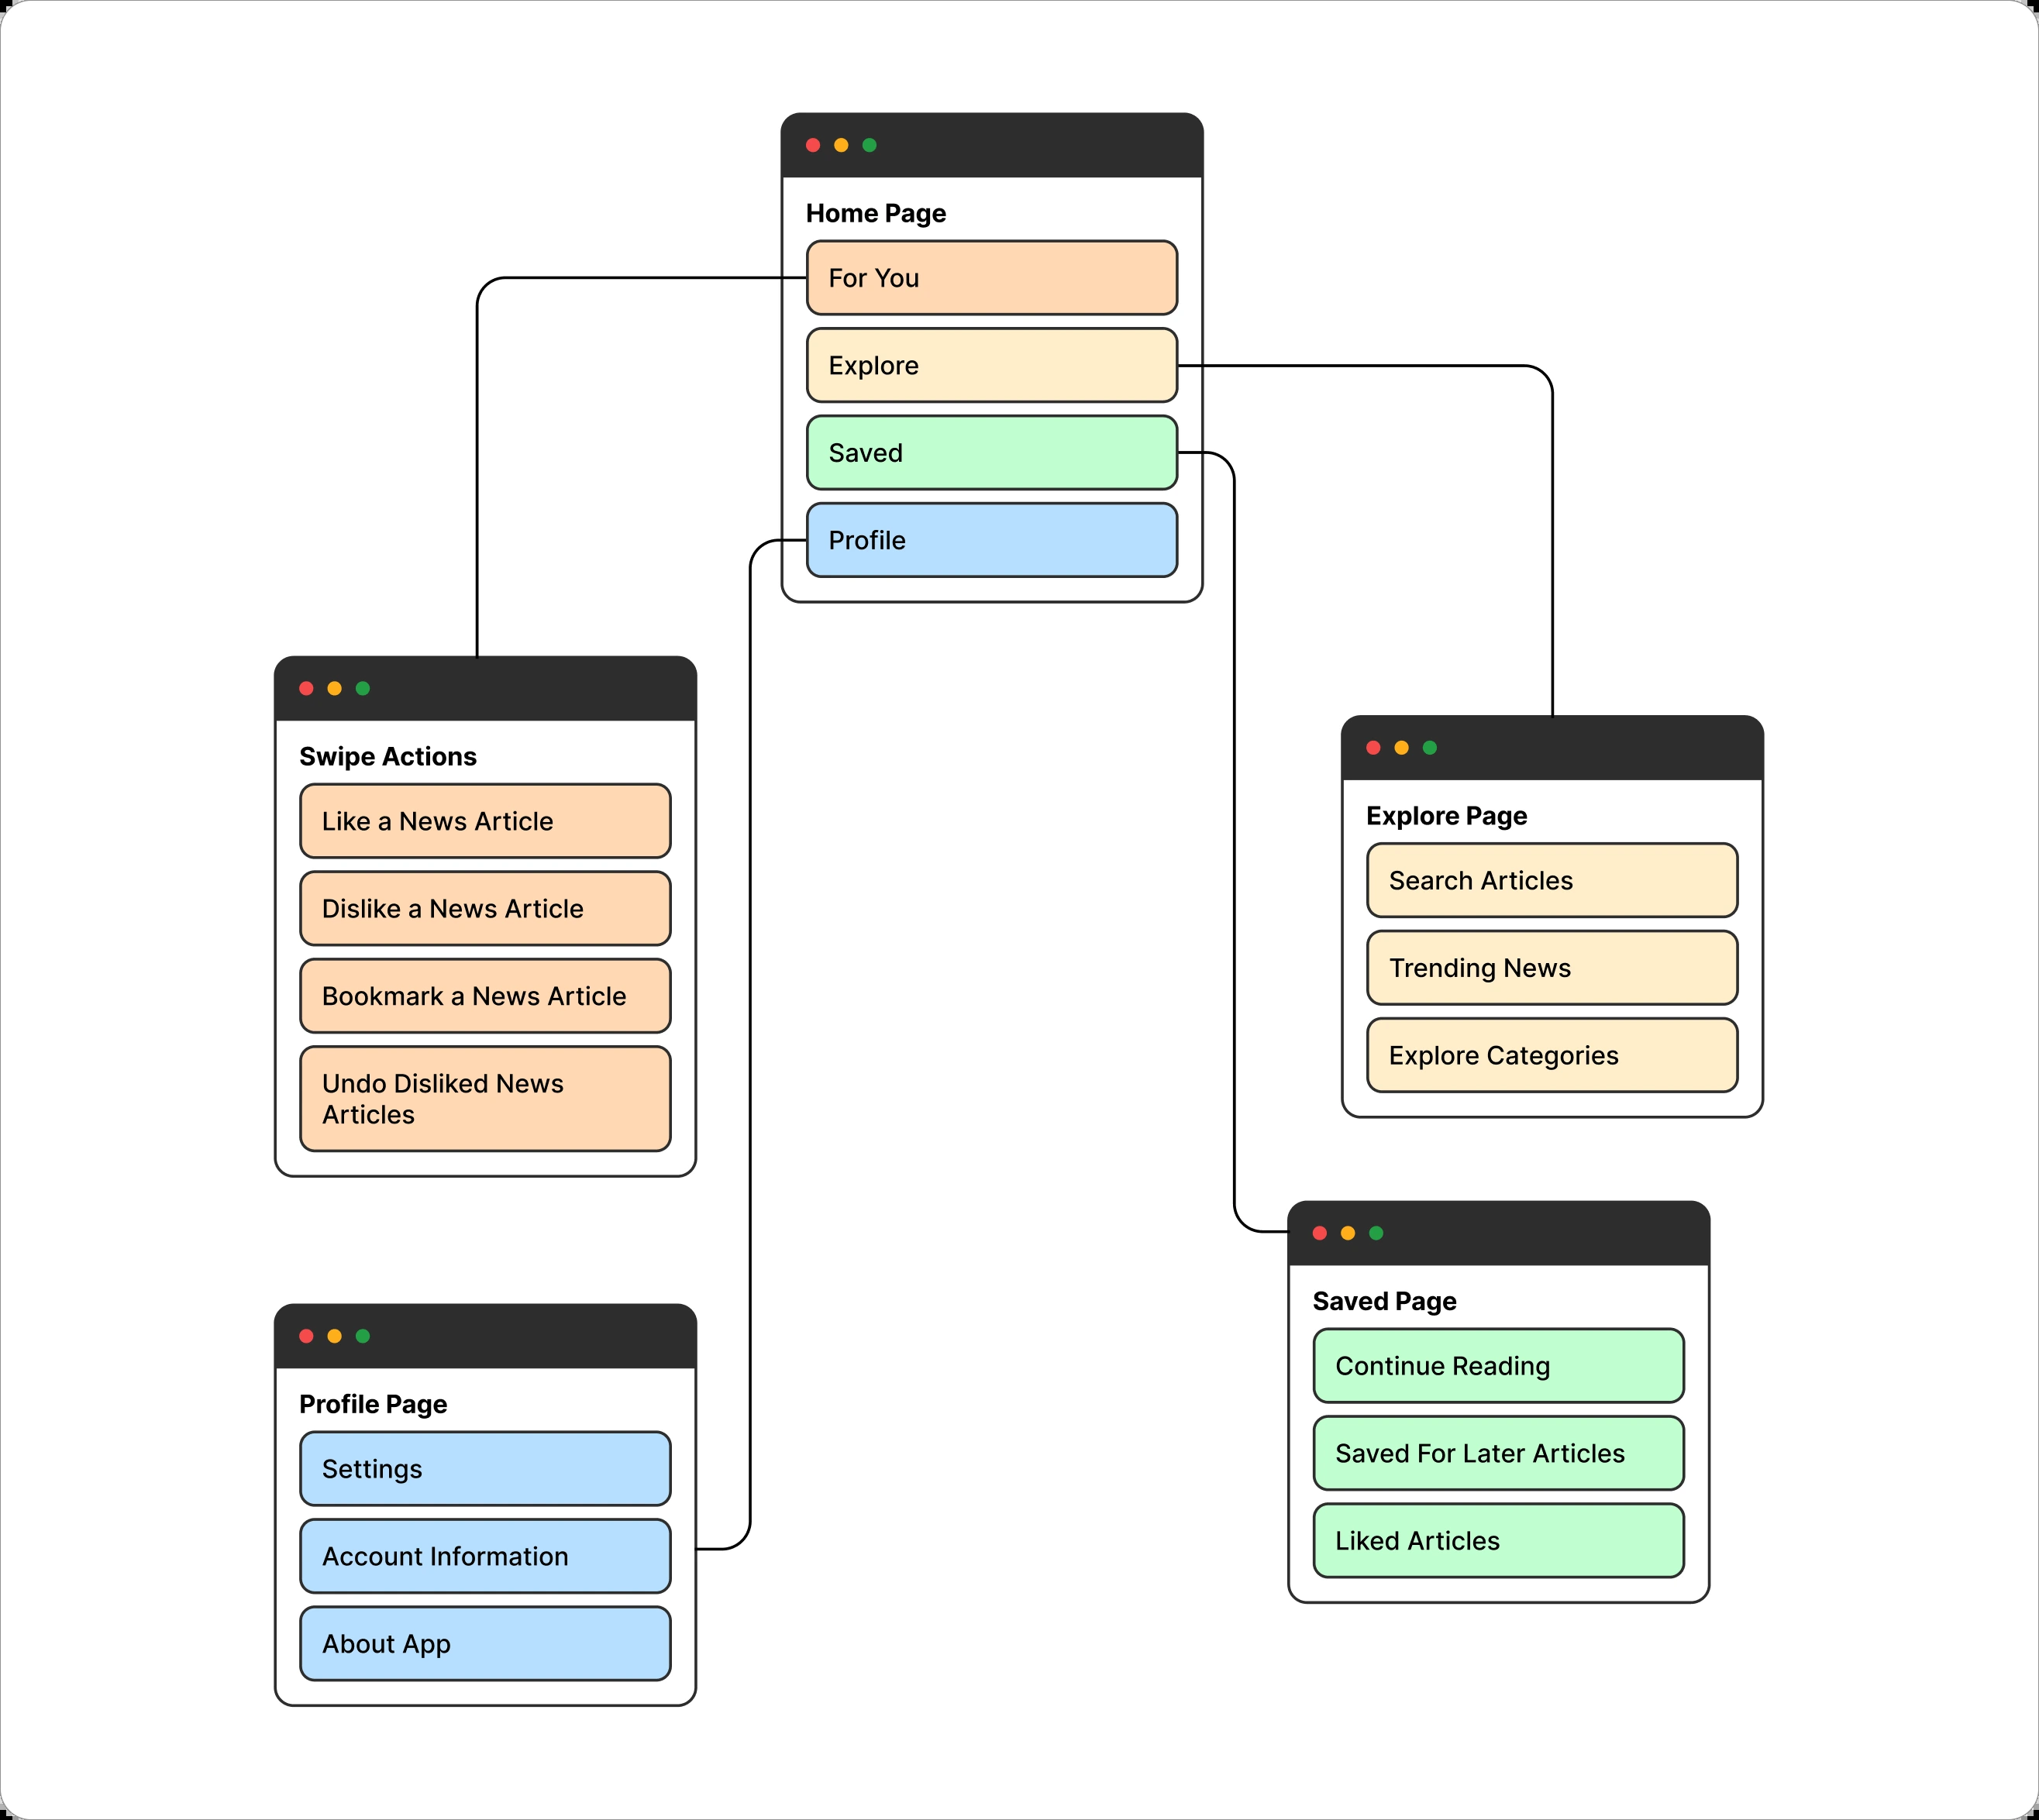 Home Page
For You
Explore
Saved
Profile
Swipe Actions
Like a News Article
Dislike a News Article
Bookmark a News Article
Undo Disliked News
Articles
Explore Page
Search Articles
Trending News
Explore Categories
Profile Page
Settings
Account Information
About App
Saved Page
Continue Reading
Saved For Later Articles
Liked Articles